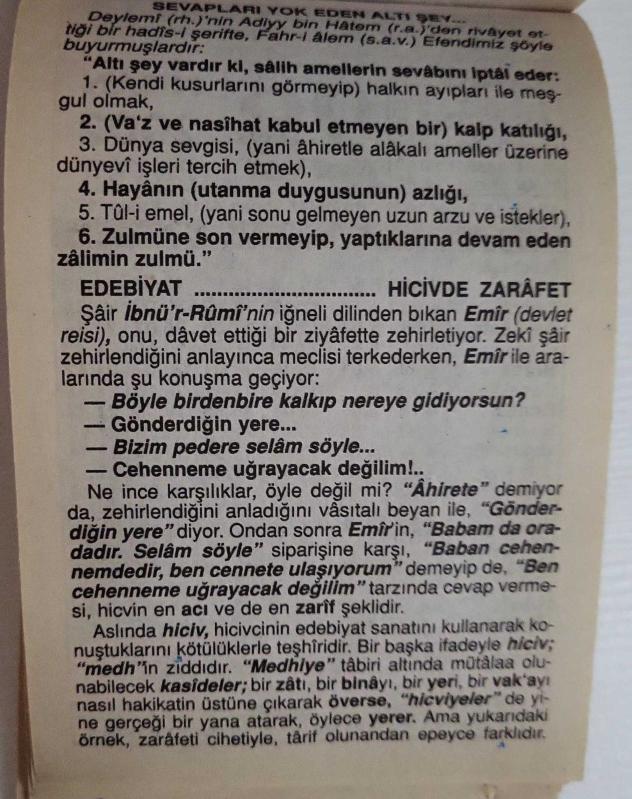 SEVAPLARI YOK EDEN ALTI ŞEY...
Deylemî (rh.)'nin Adiyy bin Hâtem (r.a.)'den rivâyet et-
tiği bir hadîs-i şerifte, Fahr-i âlem (s.a.v.) Efendimiz şöyle
buyurmuşlardır:
“Altı şey vardır ki, sâlih amellerin sevâbını iptâl eder:
1. (Kendi kusurlarını görmeyip) halkın ayıpları ile meş-
gul olmak,
2. (Va'z ve nasîhat kabul etmeyen bir) kalp katılığı,
3. Dünya sevgisi, (yani âhiretle alâkalı ameller üzerine
dünyevî işleri tercih etmek),
4. Hayânın (utanma duygusunun) azlığı,
5. Tûl-i emel, (yani sonu gelmeyen uzun arzu ve istekler),
6. Zulmüne son vermeyip, yaptıklarına devam eden
zâlimin zulmü.”
EDEBİYAT ................................. HİCİVDE ZARÂFET
Şâir İbnü'r-Rûmî'nin iğneli dilinden bıkan Emîr (devlet
reisi), onu, dâvet ettiği bir ziyâfette zehirletiyor. Zekî şâir
zehirlendiğini anlayınca meclisi terkederken, Emîr ile ara-
larında şu konuşma geçiyor:
— Böyle birdenbire kalkıp nereye gidiyorsun?
— Gönderdiğin yere...
— Bizim pedere selâm söyle...
— Cehenneme uğrayacak değilim!..
Ne ince karşılıklar, öyle değil mi? “Âhirete” demiyor
da, zehirlendiğini anladığını vâsıtalı beyan ile, “Gönder-
diğin yere” diyor. Ondan sonra Emîr'in, “Babam da ora-
dadır. Selâm söyle” siparişine karşı, “Baban cehen-
nemdedir, ben cennete ulaşıyorum” demeyip de, “Ben
cehenneme uğrayacak değilim” tarzında cevap verme-
si, hicvin en acı ve de en zarîf şeklidir.
Aslında hiciv, hicivcinin edebiyat sanatını kullanarak ko-
nuştuklarını kötülüklerle teşhîridir. Bir başka ifadeyle hiciv;
“medh”in zıddıdır. “Medhiye” tâbiri altında mütâlaa olu-
nabilecek kasîdeler; bir zâtı, bir binâyı, bir yeri, bir vak'ayı
nasıl hakikatin üstüne çıkarak överse, “hicviyeler” de yi-
ne gerçeği bir yana atarak, öylece yerer. Ama yukarıdaki
örnek, zarâfeti cihetiyle, târif olunandan epeyce farklıdır.